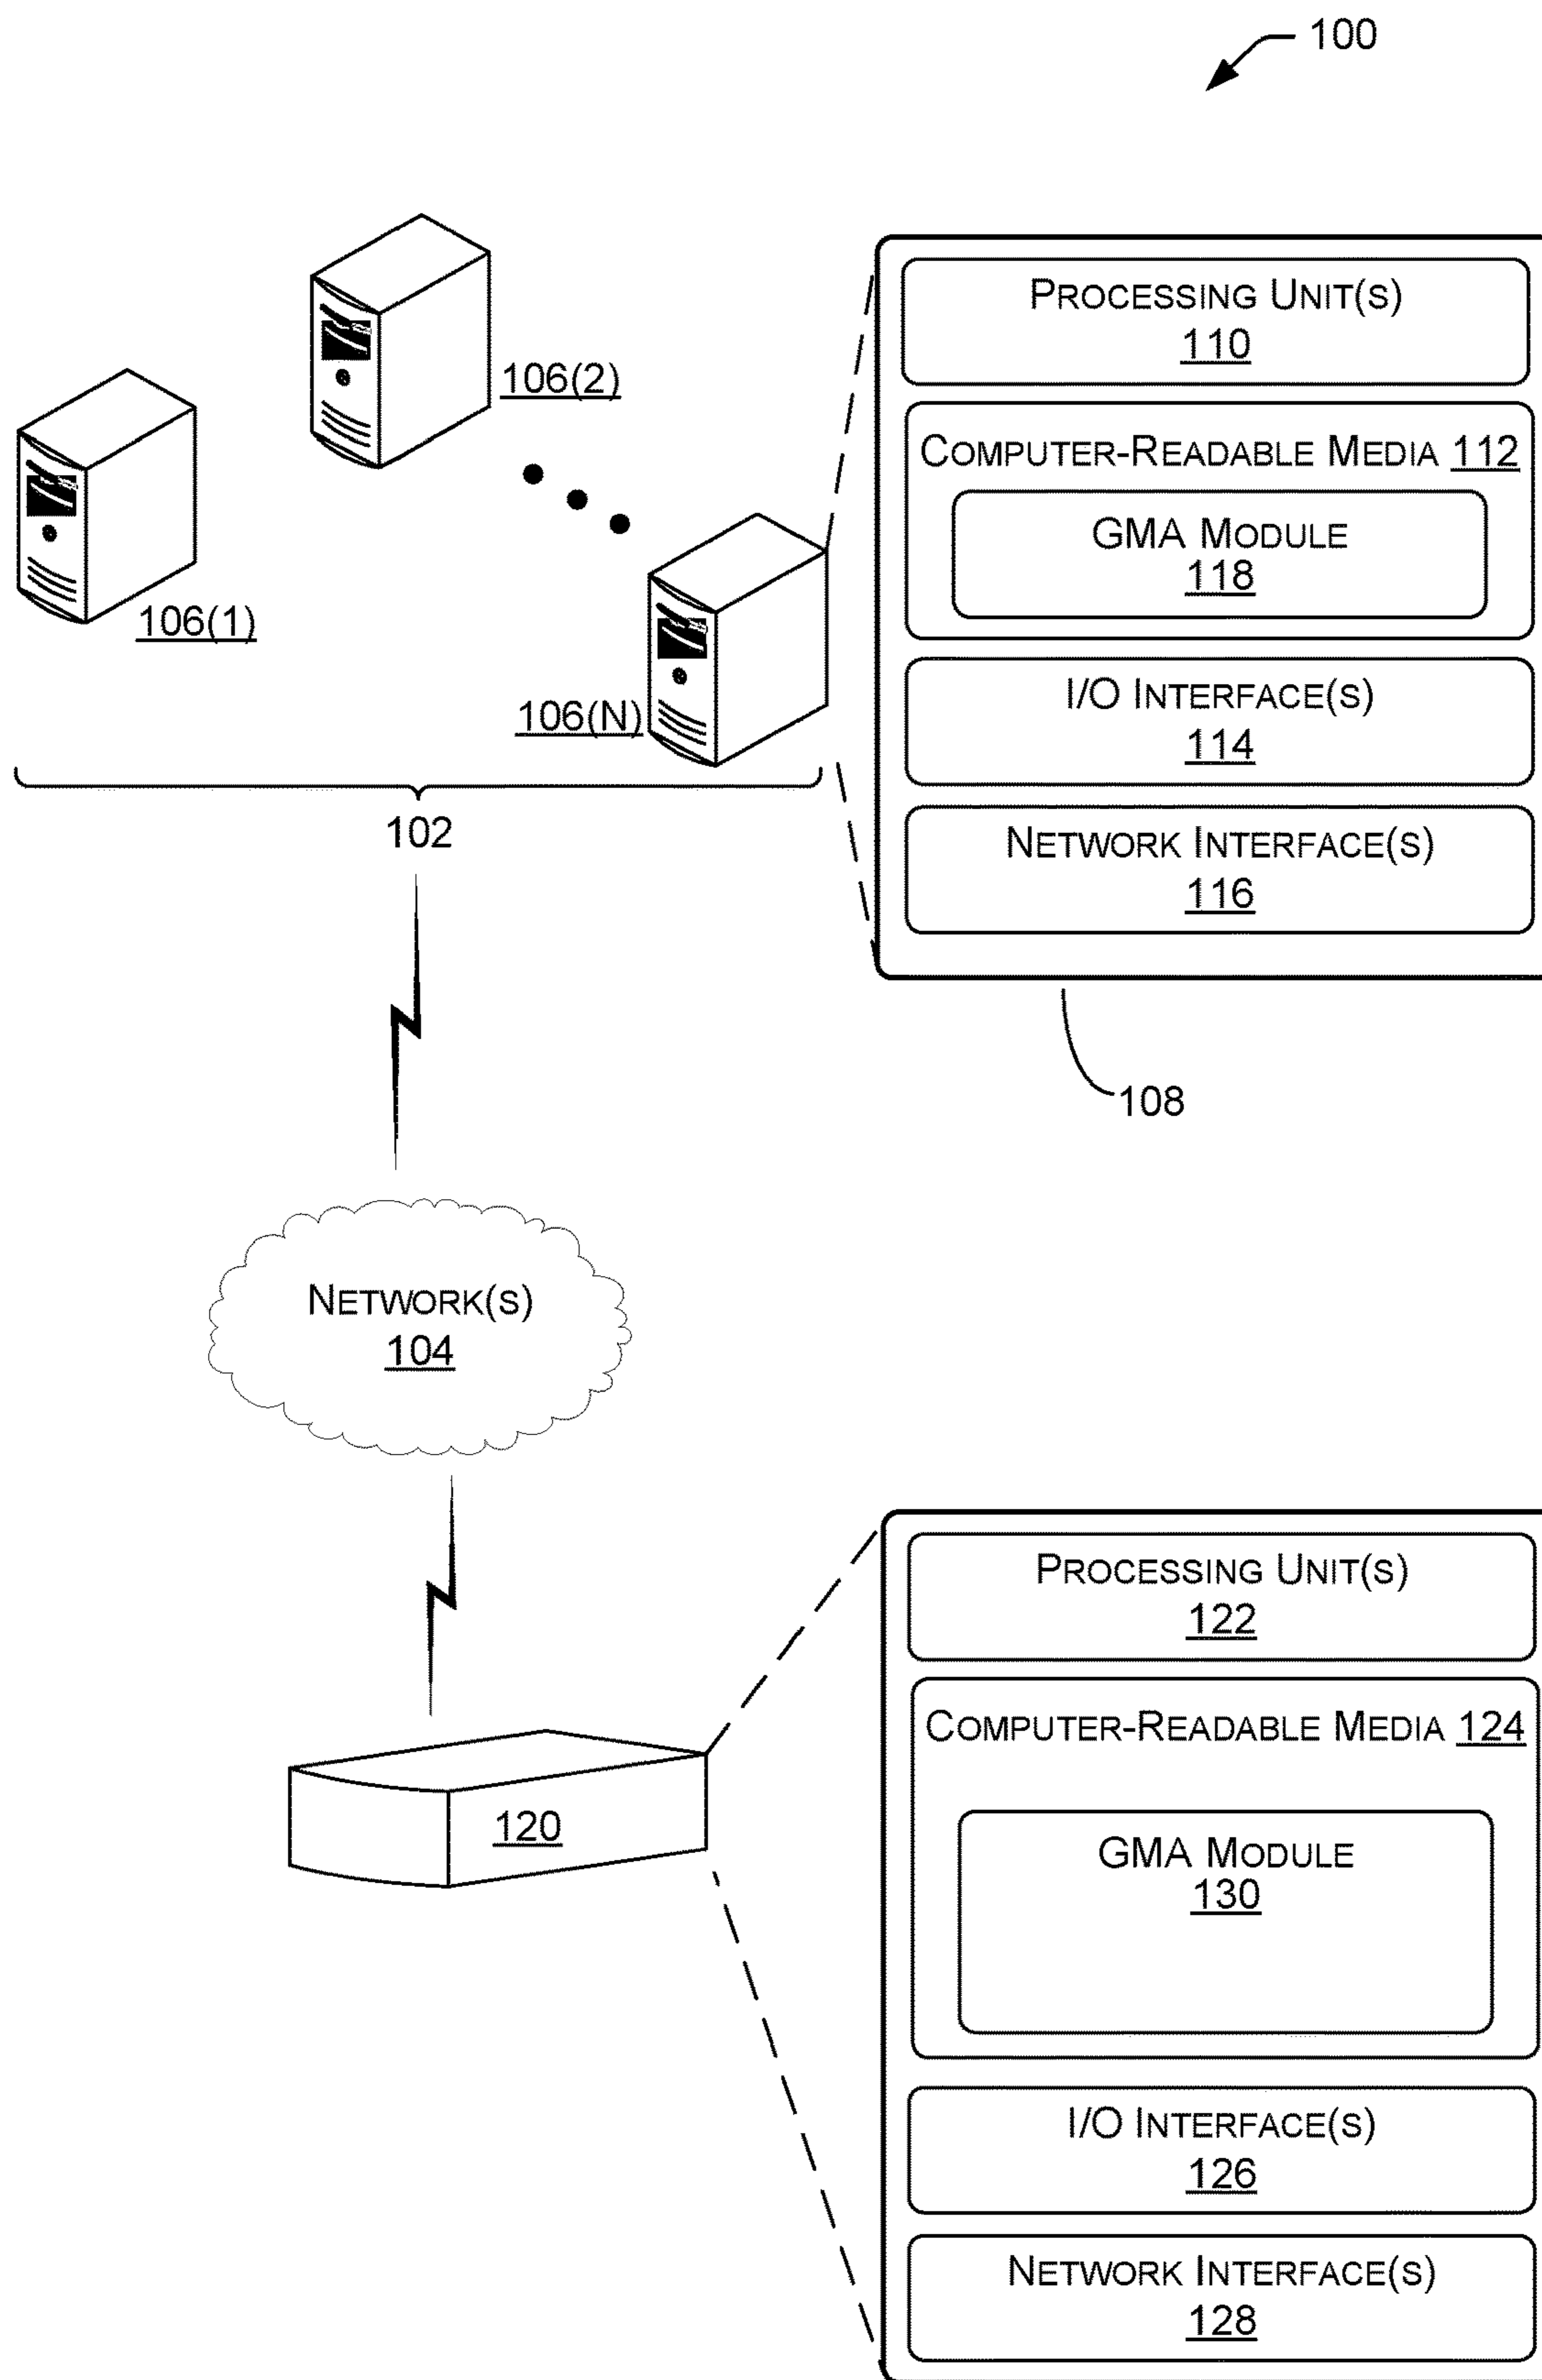 100
PROCESSING UNIT(S)
110
106(2)
COMPUTER-READABLE MEDIA 112
GMA MODULE
118
106(1)
I/O INTERFACE(S)
114
106(N)
NETWORK INTERFACE(S)
116
102
108
NETWORK(S)
104
PROCESSING UNIT(S)
122
COMPUTER-READABLE MEDIA 124
120
GMA MODULE
130
I/O INTERFACE(S)
126
NETWORK INTERFACE(S)
128